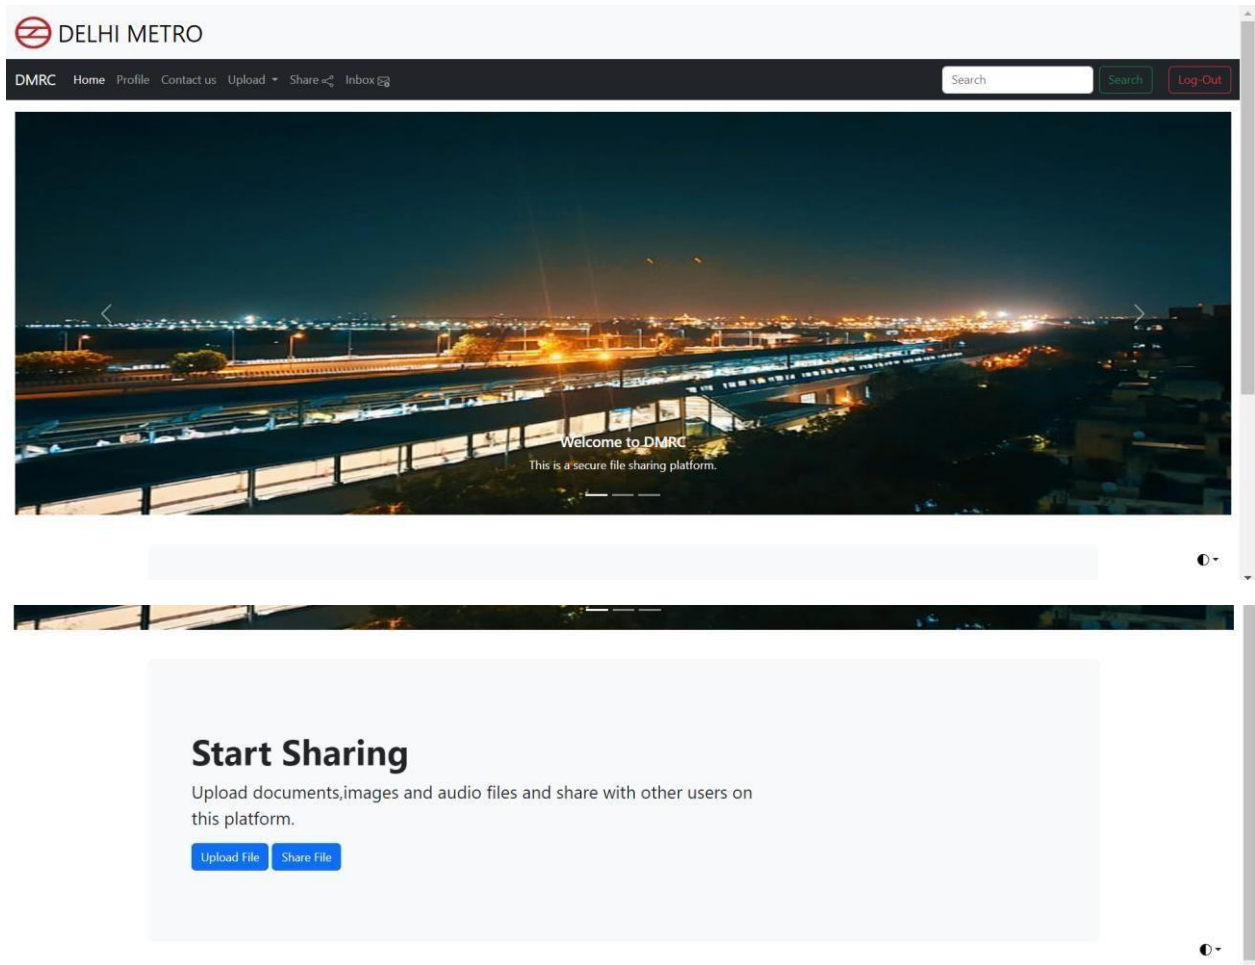 DELHI METRO
DMRC Home Profile Contact us Upload Share Inbox Search Search Log-Out
Welcome to DMRC
This is a secure file sharing platform.
Start Sharing
Upload documents,images and audio files and share with other users on
this platform.
Upload File Share File